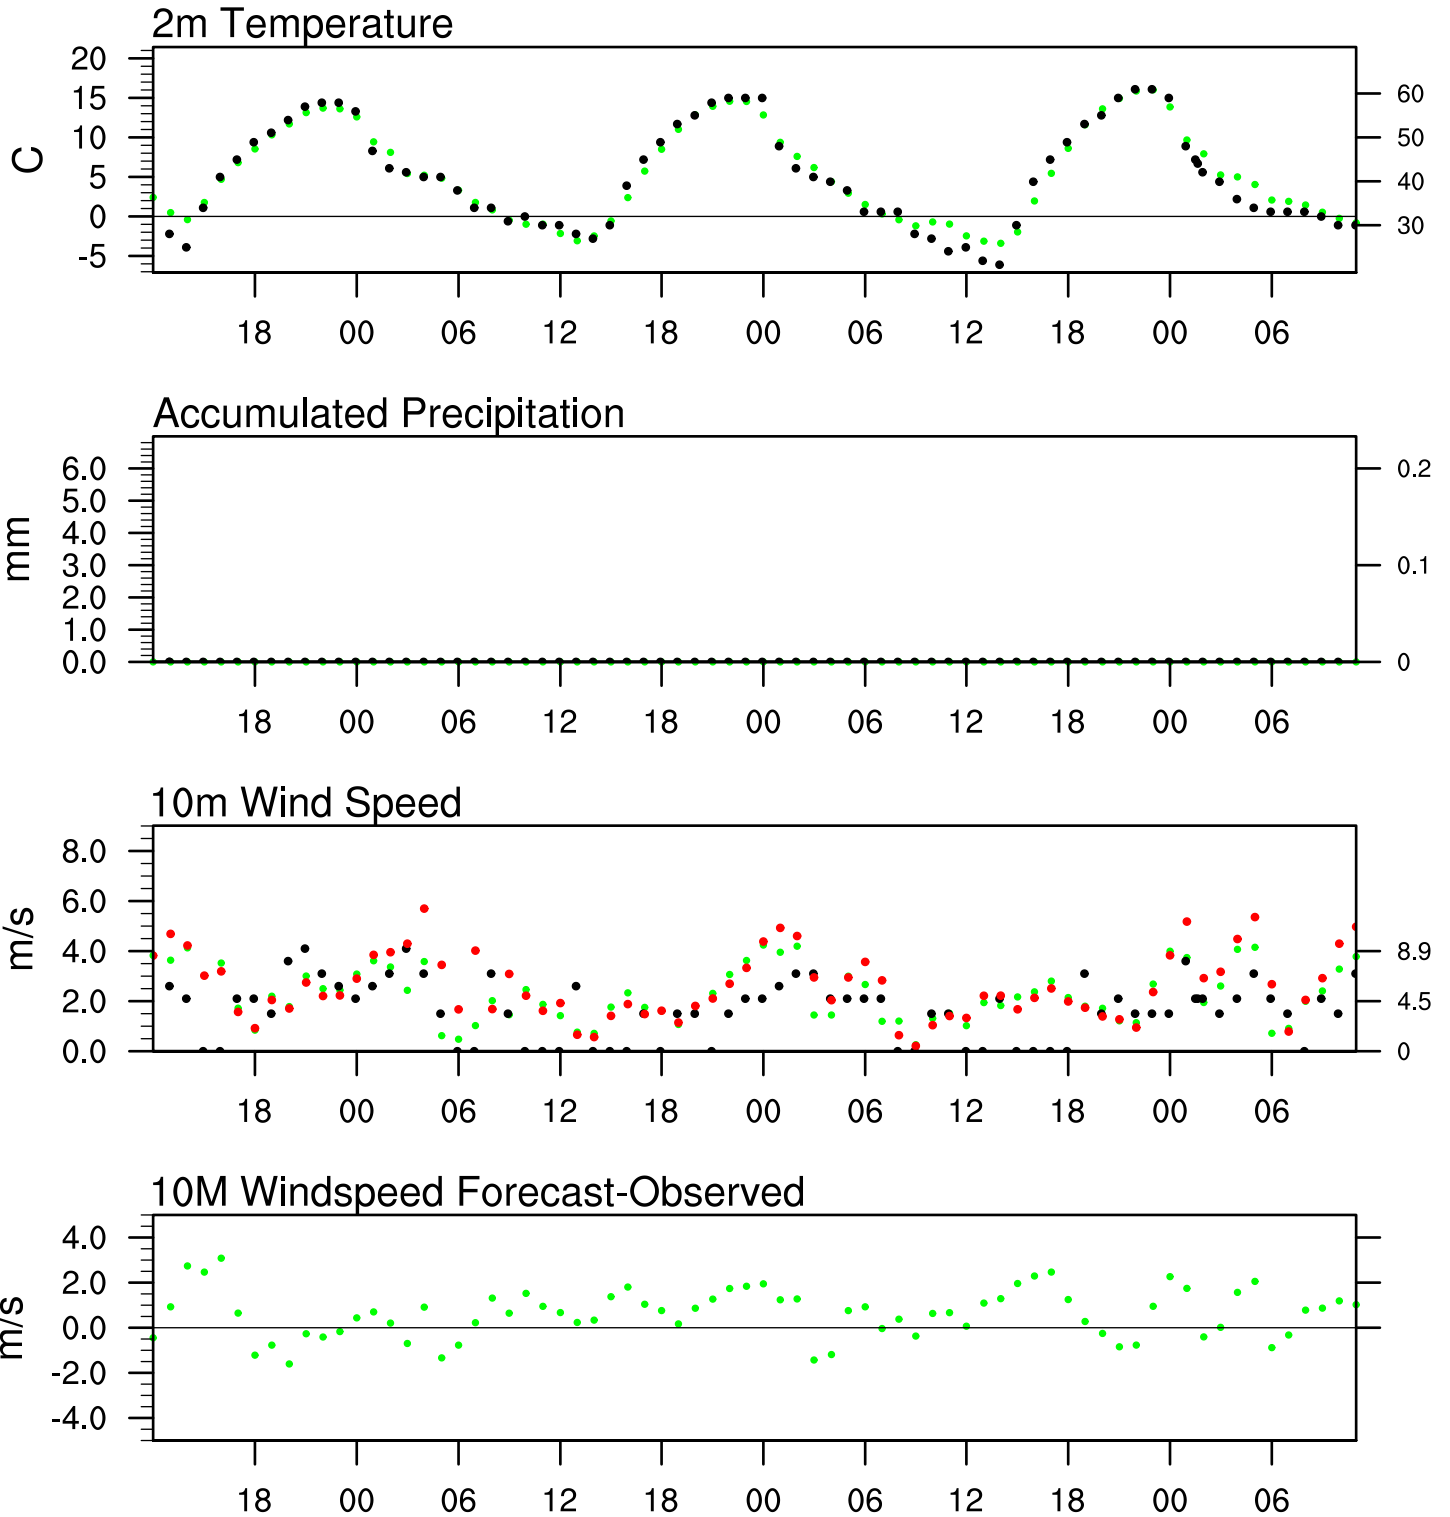 2m Temperature
20
15
10
5
0
-5
C
60
50
40
30
18 00 06 12 18 00 06 12 18 00 06
Accumulated Precipitation
6.0
5.0
4.0
3.0
2.0
1.0
0.0
mm
0.2
0.1
0
18 00 06 12 18 00 06 12 18 00 06
10m Wind Speed
8.0
6.0
4.0
2.0
0.0
m/s
8.9
4.5
0
18 00 06 12 18 00 06 12 18 00 06
10M Windspeed Forecast-Observed
4.0
2.0
0.0
-2.0
-4.0
m/s
18 00 06 12 18 00 06 12 18 00 06